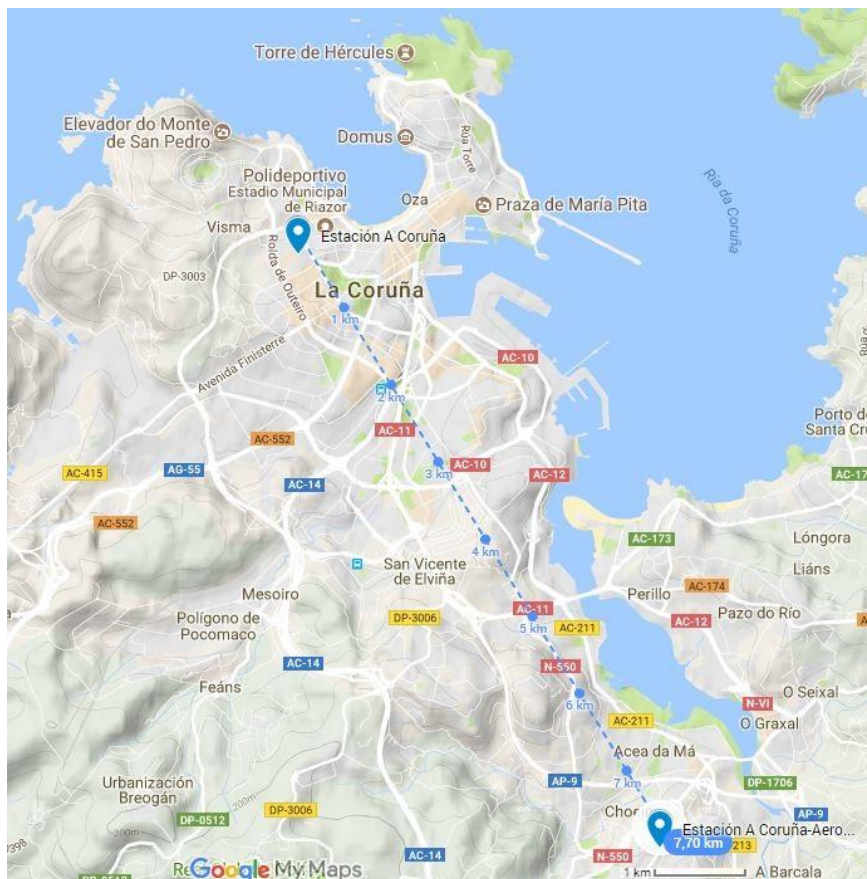 Torre de Hércules
Elevador do Monte
de San Pedro
Domus
Rúa Torre
Polideportivo
Estadio Municipal
de Riazor
Oza
Praza de María Pita
Ria da
Coruña
Visma
Estación A Coruña
Rolda de Outeiro
DP-3003
La Coruña
1 km
Avenida Finisterre
AC-10
2 km
Porto de
Santa Cru
AC-552
AC-11
AC-415
AG-55
3 km
AC-10
AC-12
AC-17
AC-14
AC-552
AC-173
Lóngora
4 km
San Vicente
de Elviña
Liáns
Mesoiro
Perillo
AC-174
AC-11
Pazo do Río
Polígono de
Pocomaco
DP-3006
5 km
AC-211
AC-12
AC-14
N-550
Feáns
6 km
N-VI
O Seixal
AC-211
O Graxal
Acea da Má
Urbanización
Breogán
200m
AP-9
7 km
DP-1706
DP-0512
DP-3006
Choe
Estación A Coruña-Aero...
AP-9
7,70 km
213
N-550
AC-14
Google My Maps
1 km
A Barcala